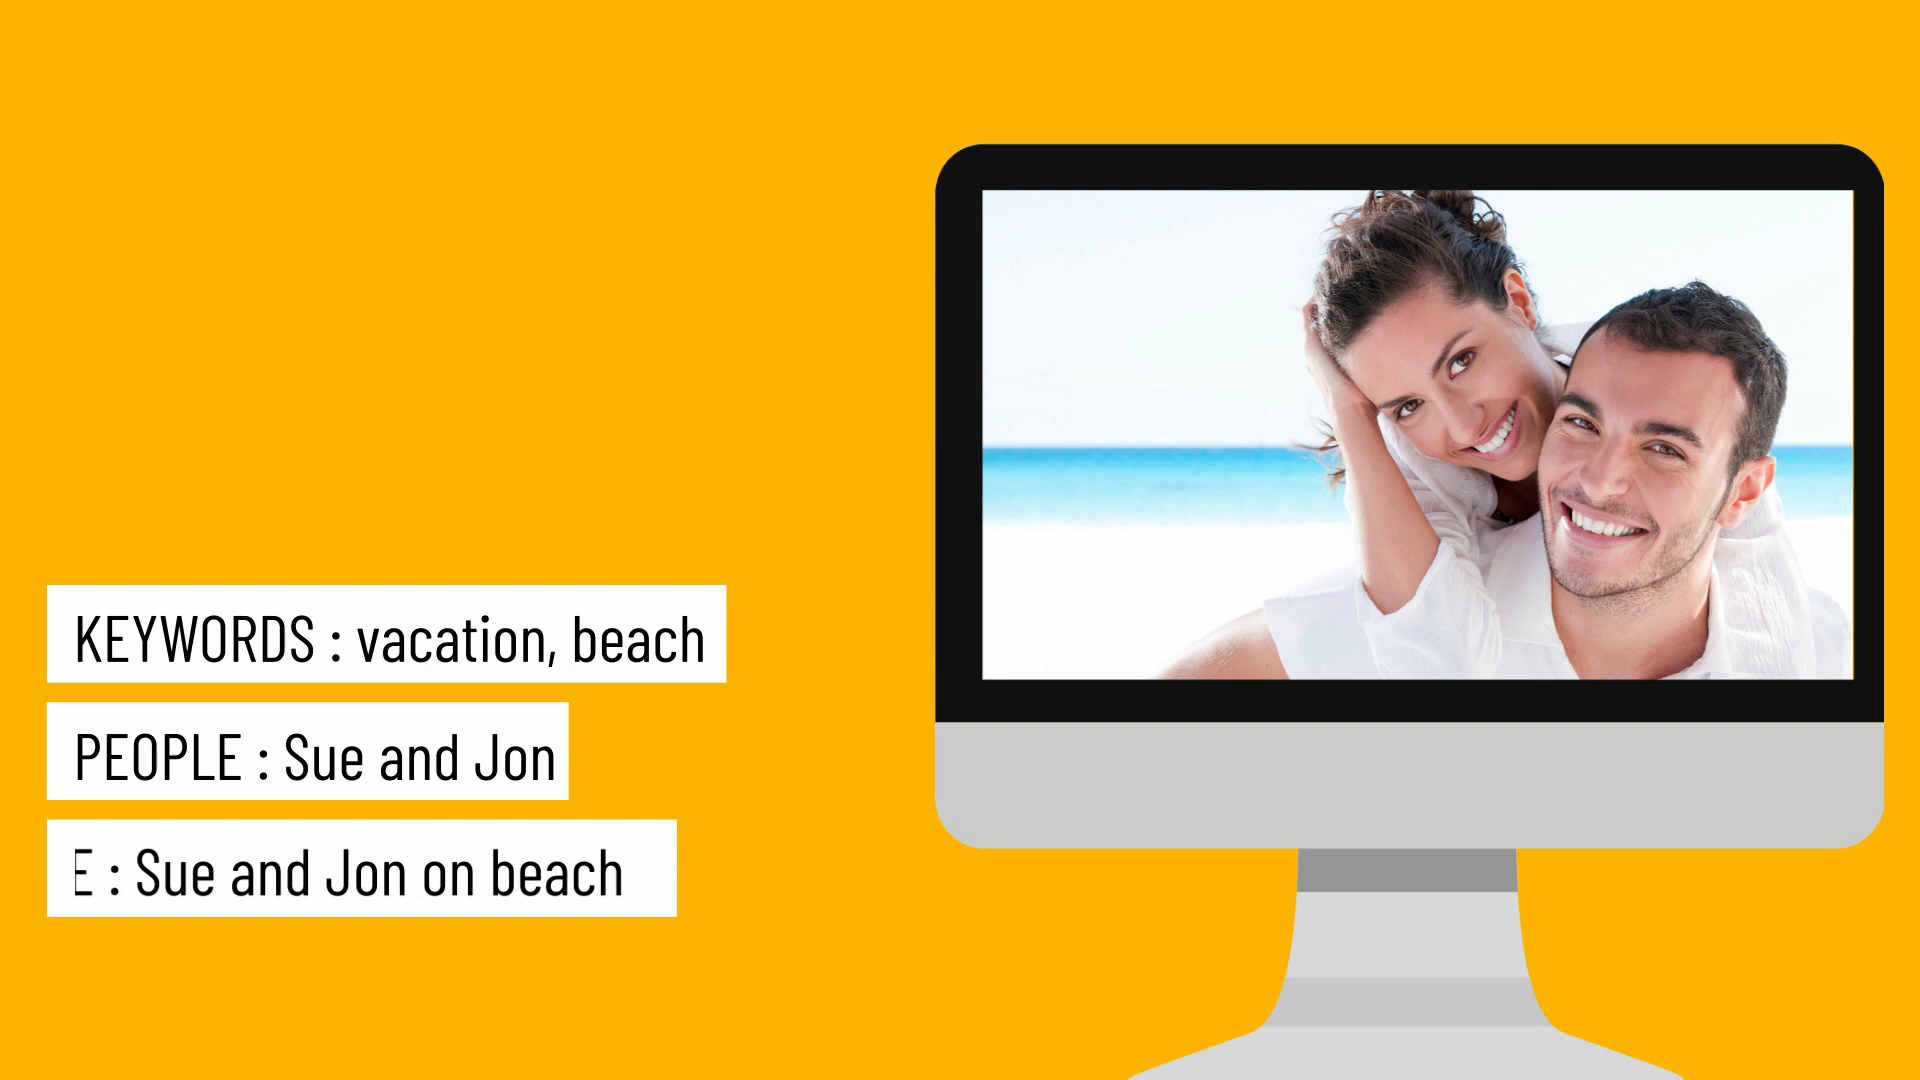 KEYWORDS : vacation, beach
PEOPLE : Sue and Jon
E : Sue and Jon on beach